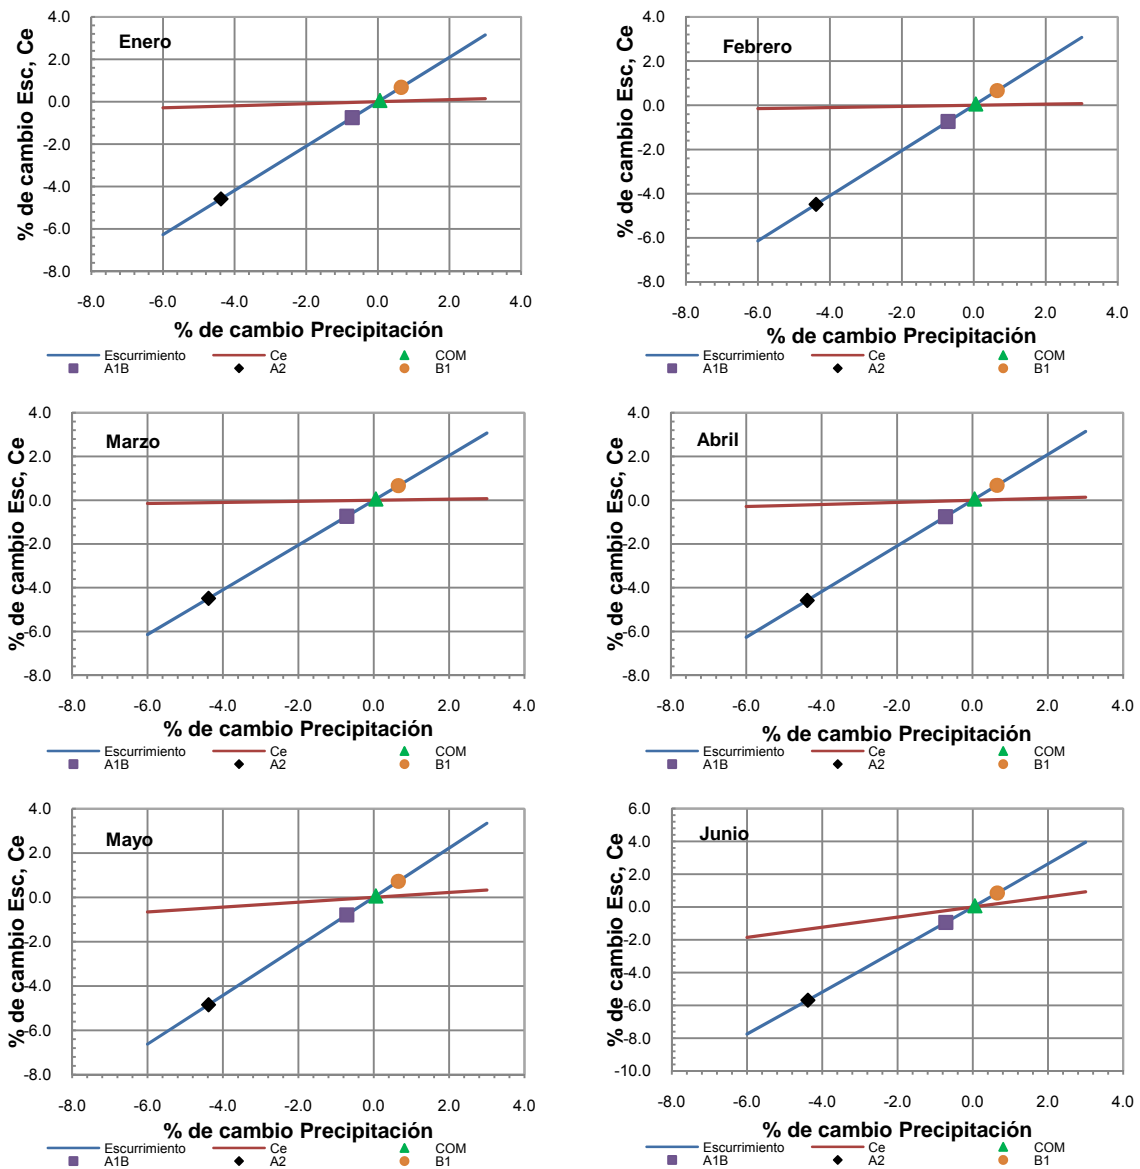 Enero
% de cambio Esc, Ce
4.0
2.0
0.0
-2.0
-4.0
-6.0
-8.0
-8.0 -6.0 -4.0 -2.0 0.0 2.0 4.0
% de cambio Precipitación
Escurrimiento Ce COM
A1B A2 B1
Febrero
% de cambio Esc, Ce
4.0
2.0
0.0
-2.0
-4.0
-6.0
-8.0
-8.0 -6.0 -4.0 -2.0 0.0 2.0 4.0
% de cambio Precipitación
Escurrimiento Ce COM
A1B A2 B1
Marzo
% de cambio Esc, Ce
4.0
2.0
0.0
-2.0
-4.0
-6.0
-8.0
-8.0 -6.0 -4.0 -2.0 0.0 2.0 4.0
% de cambio Precipitación
Escurrimiento Ce COM
A1B A2 B1
Abril
% de cambio Esc, Ce
4.0
2.0
0.0
-2.0
-4.0
-6.0
-8.0
-8.0 -6.0 -4.0 -2.0 0.0 2.0 4.0
% de cambio Precipitación
Escurrimiento Ce COM
A1B A2 B1
Mayo
% de cambio Esc, Ce
4.0
2.0
0.0
-2.0
-4.0
-6.0
-8.0
-8.0 -6.0 -4.0 -2.0 0.0 2.0 4.0
% de cambio Precipitación
Escurrimiento Ce COM
A1B A2 B1
Junio
% de cambio Esc, Ce
6.0
4.0
2.0
0.0
-2.0
-4.0
-6.0
-8.0
-10.0
-8.0 -6.0 -4.0 -2.0 0.0 2.0 4.0
% de cambio Precipitación
Escurrimiento Ce COM
A1B A2 B1